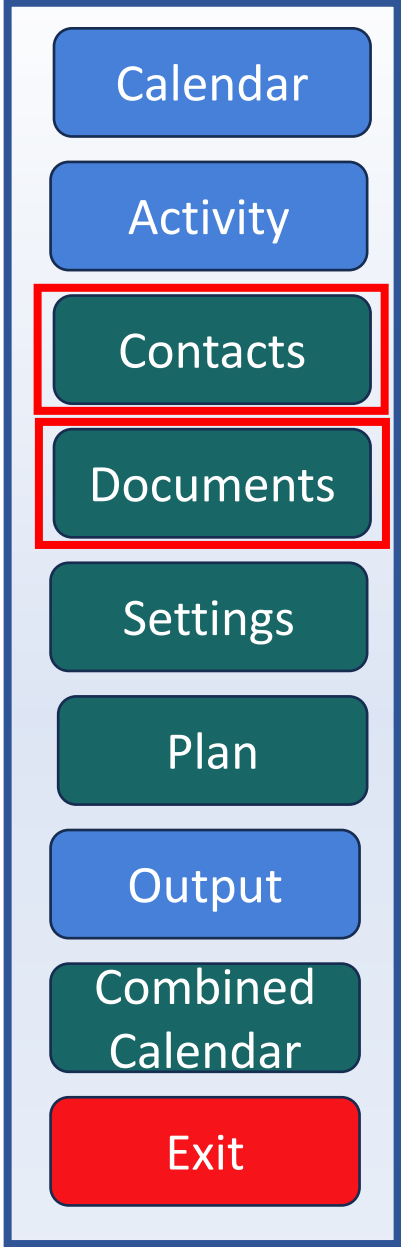 Calendar
Activity
Contacts
Documents
Settings
Plan
Output
Combined
Calendar
Exit